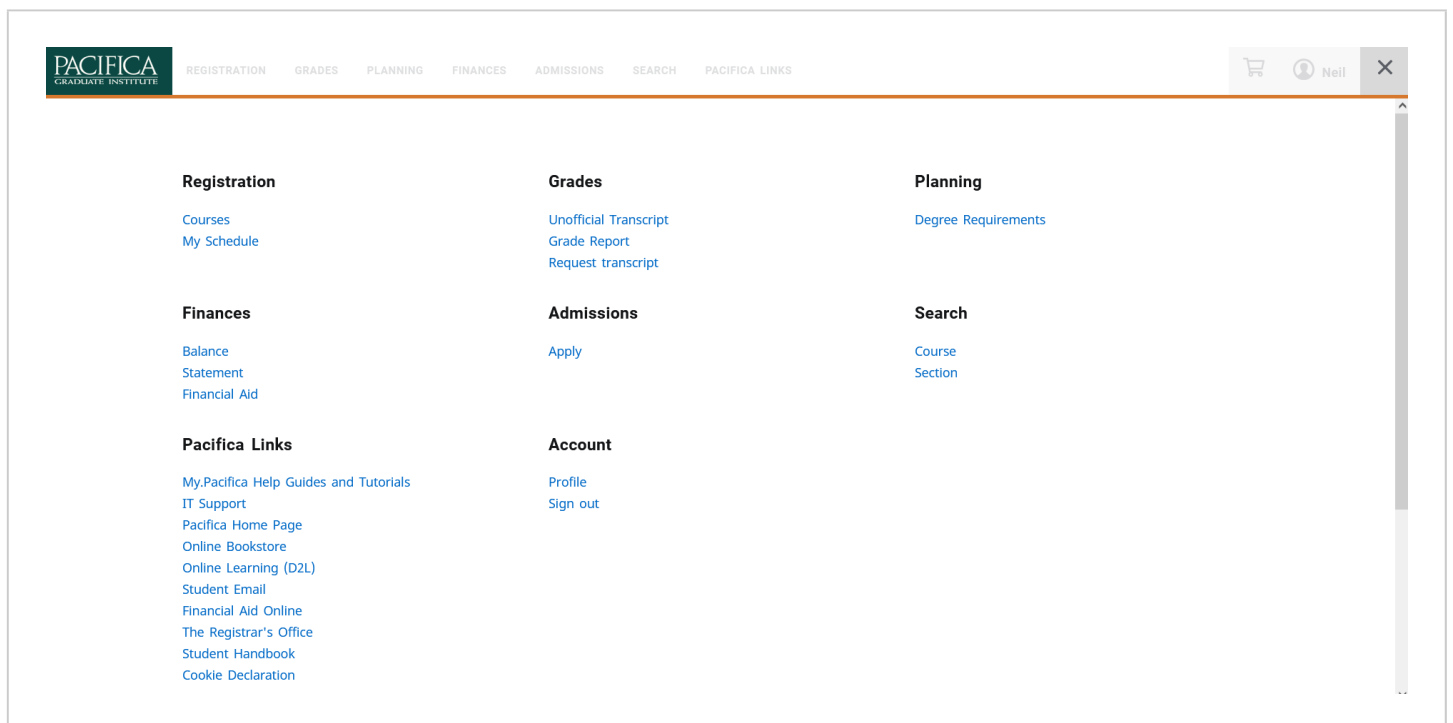 PACIFICA
GRADUATE INSTITUTE
REGISTRATION GRADES PLANNING FINANCES ADMISSIONS SEARCH PACIFICA LINKS
Neil
Registration Grades Planning
Courses Unofficial Transcript Degree Requirements
My Schedule Grade Report
Request transcript
Finances Admissions Search
Balance Apply Course
Statement Section
Financial Aid
Pacifica Links Account
My.Pacifica Help Guides and Tutorials Profile
IT Support Sign out
Pacifica Home Page
Online Bookstore
Online Learning (D2L)
Student Email
Financial Aid Online
The Registrar's Office
Student Handbook
Cookie Declaration